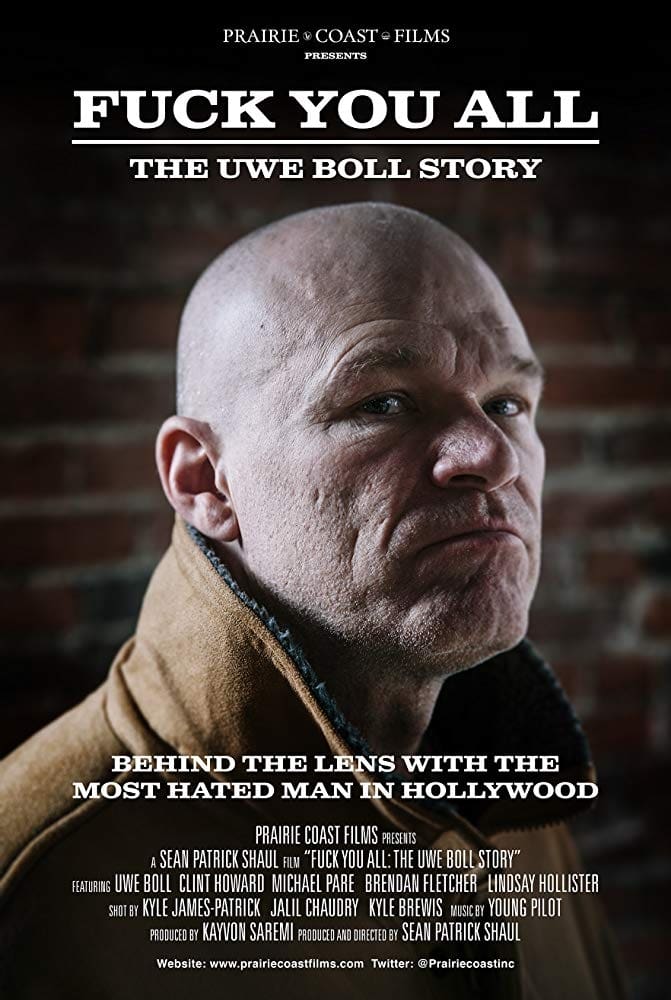 PRAIRIE COAST FILMS
PRESENTS
FUCK YOU ALL
THE UWE BOLL STORY
BEHIND THE LENS WITH THE
MOST HATED MAN IN HOLLYWOOD
PRAIRIE COAST FILMS PRESENTS
A SEAN PATRICK SHAUL FILM "FUCK YOU ALL: THE UWE BOLL STORY"
FEATURING UWE BOLL CLINT HOWARD MICHAEL PARE BRENDAN FLETCHER LINDSAY HOLLISTER
SHOT BY KYLE JAMES-PATRICK JALIL CHAUDRY KYLE BREWIS MUSIC BY YOUNG PILOT
PRODUCED BY KAYVON SAREMI PRODUCED AND DIRECTED BY SEAN PATRICK SHAUL
Website: www.prairiecoastfilms.com Twitter: @Prairiecoastinc